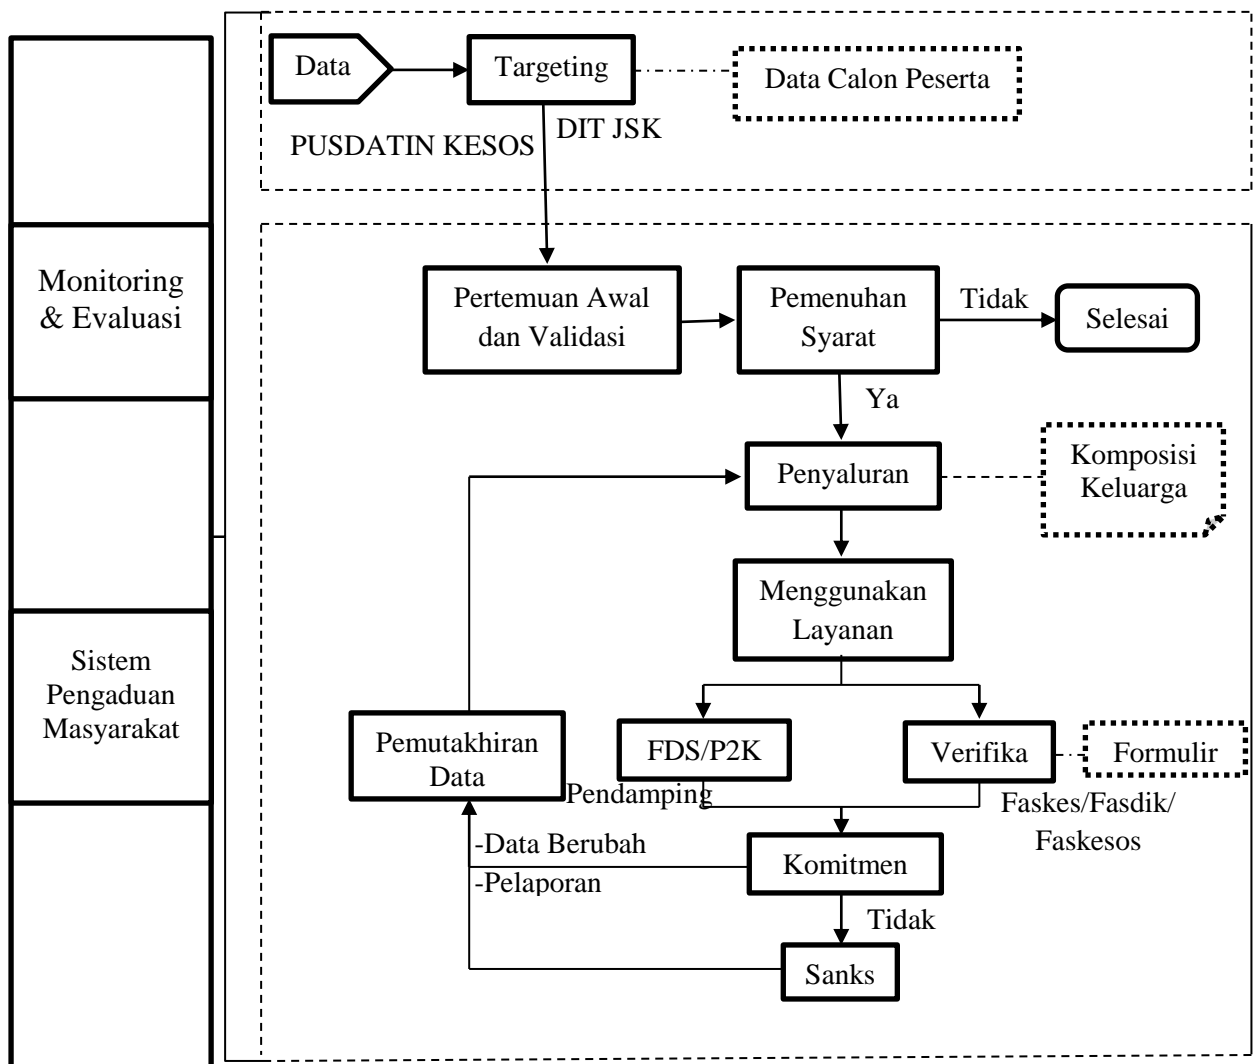 Data
Targeting
Data Calon Peserta
PUSDATIN KESOS
DIT JSK
Monitoring
& Evaluasi
Pertemuan Awal
dan Validasi
Pemenuhan
Syarat
Tidak
Selesai
Ya
Penyaluran
Komposisi
Keluarga
Menggunakan
Layanan
Sistem
Pengaduan
Masyarakat
Pemutakhiran
Data
FDS/P2K
Verifika
Formulir
Pendamping
Faskes/Fasdik/
Faskesos
-Data Berubah
-Pelaporan
Komitmen
Tidak
Sanks